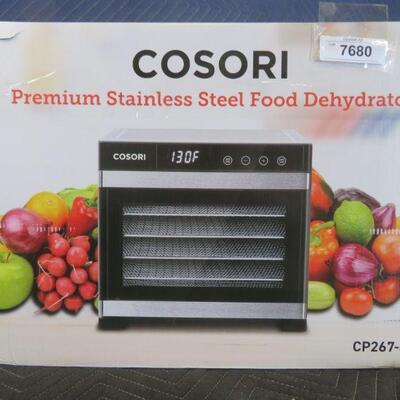 7680
COSORI
Premium Stainless Steel Food Dehydrato
COSORI
130F
CP267-